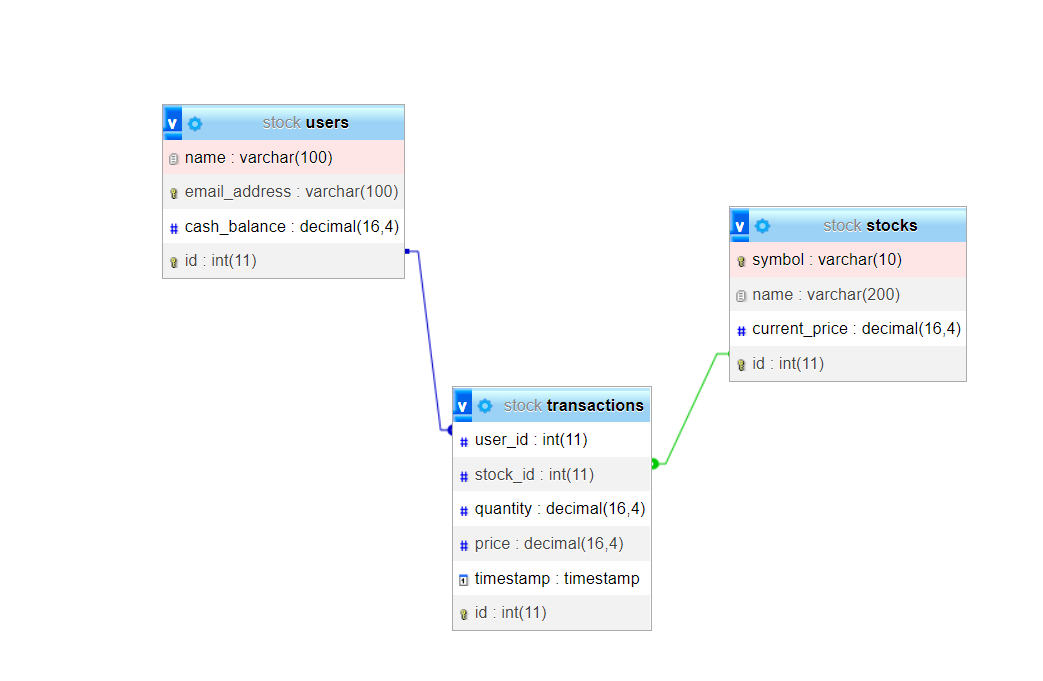 v stock users
name : varchar(100)
email_address : varchar(100)
cash_balance : decimal(16,4)
id : int(11)
v stock stocks
symbol : varchar(10)
name : varchar(200)
current_price : decimal(16,4)
id : int(11)
v stock transactions
user_id : int(11)
stock_id : int(11)
quantity : decimal(16,4)
price : decimal(16,4)
timestamp : timestamp
id : int(11)